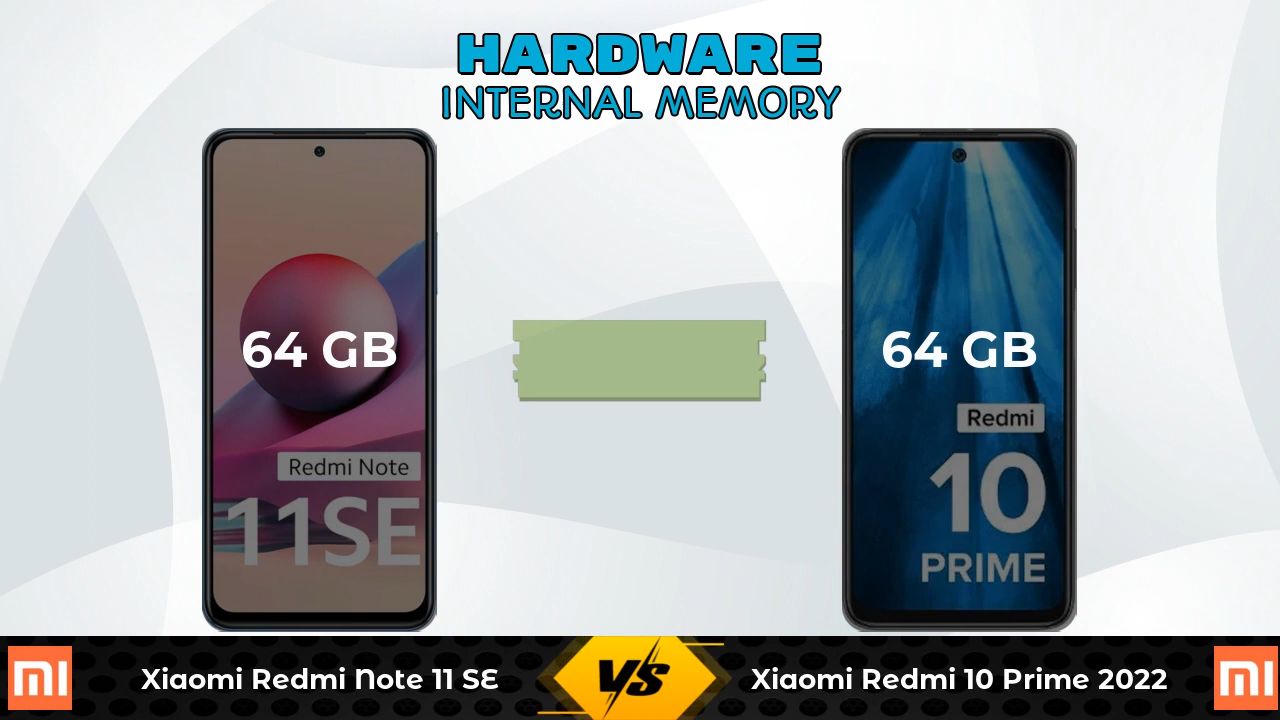 HARDWARE
INTERNAL MEMORY
64 GB
Redmi Note
11SE
64 GB
Redmi
10
PRIME
mi
Xiaomi Redmi Note 11 SE
VS
Xiaomi Redmi 10 Prime 2022
mi